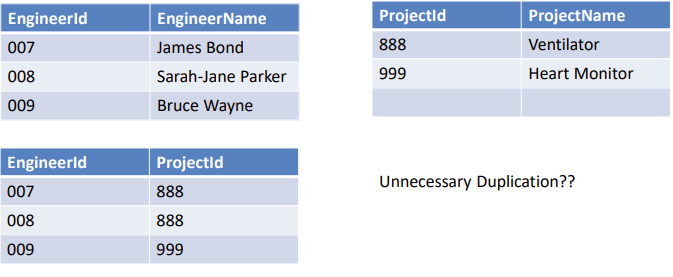 EngineerId EngineerName
007 James Bond
008 Sarah-Jane Parker
009 Bruce Wayne
ProjectId ProjectName
888 Ventilator
999 Heart Monitor
EngineerId ProjectId
007 888
008 888
009 999
Unnecessary Duplication??